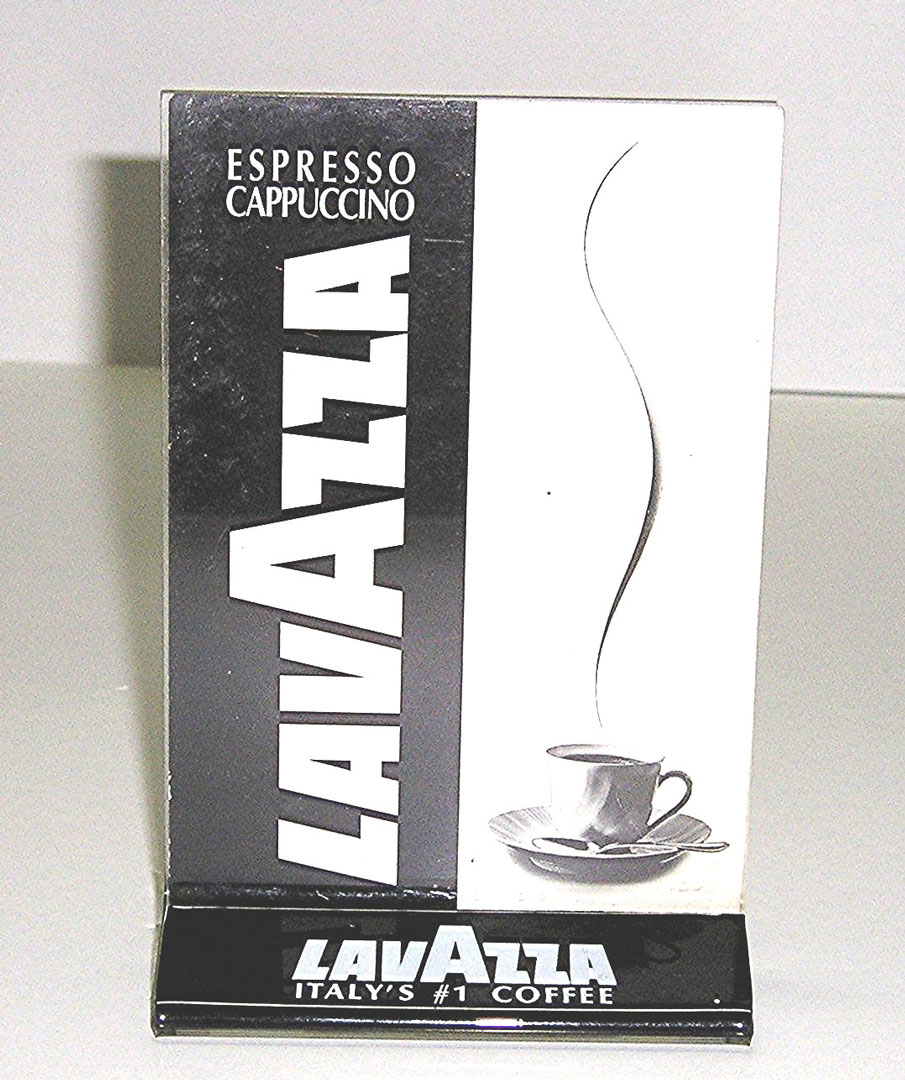 ESPRESSO
CAPPUCCINO
LAVAZZA
LAVAZZA
ITALY'S #1 COFFEE